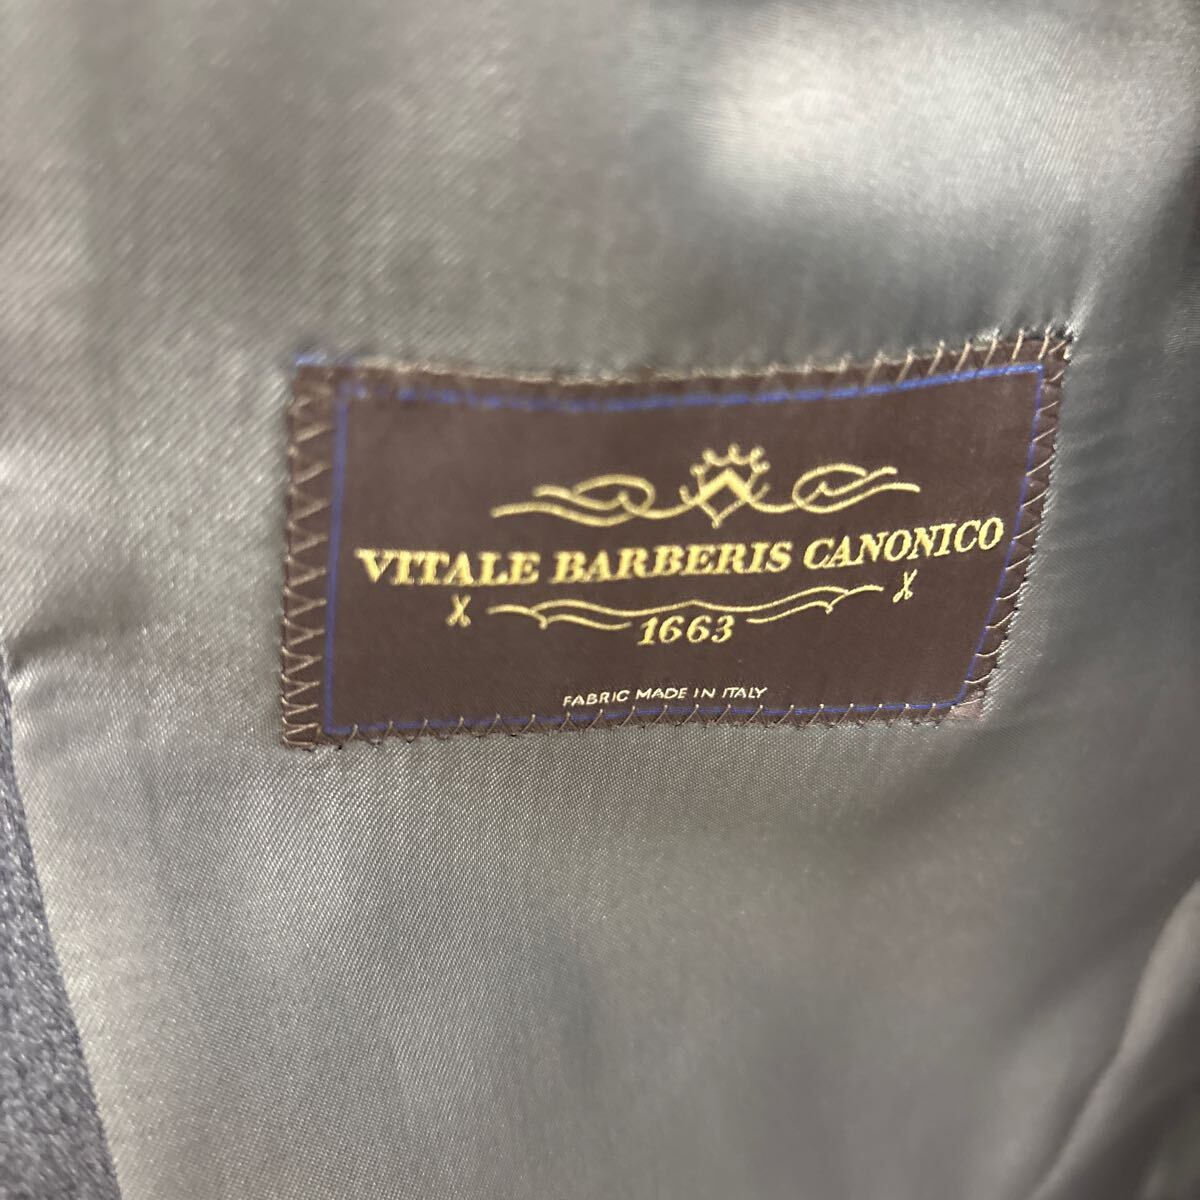 VITALE BARBERIS CANONICO
1663
FABRIC MADE IN ITALY